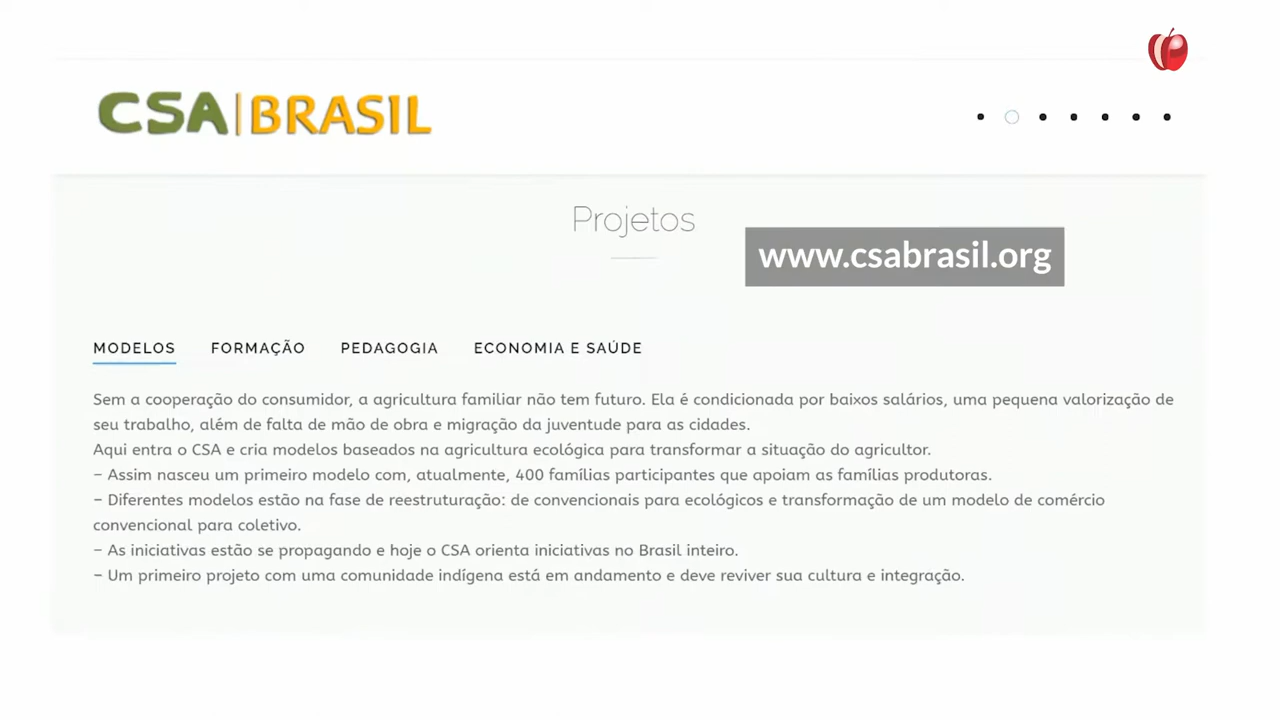 CSA|BRASIL
Projetos
www.csabrasil.org
MODELOS FORMAÇÃO PEDAGOGIA ECONOMIA E SAÚDE
Sem a cooperação do consumidor, a agricultura familiar não tem futuro. Ela é condicionada por baixos salários, uma pequena valorização de
seu trabalho, além de falta de mão de obra e migração da juventude para as cidades.
Aqui entra o CSA e cria modelos baseados na agricultura ecológica para transformar a situação do agricultor.
– Assim nasceu um primeiro modelo com, atualmente, 400 famílias participantes que apoiam as famílias produtoras.
– Diferentes modelos estão na fase de reestruturação: de convencionais para ecológicos e transformação de um modelo de comércio
convencional para coletivo.
– As iniciativas estão se propagando e hoje o CSA orienta iniciativas no Brasil inteiro.
– Um primeiro projeto com uma comunidade indígena está em andamento e deve reviver sua cultura e integração.